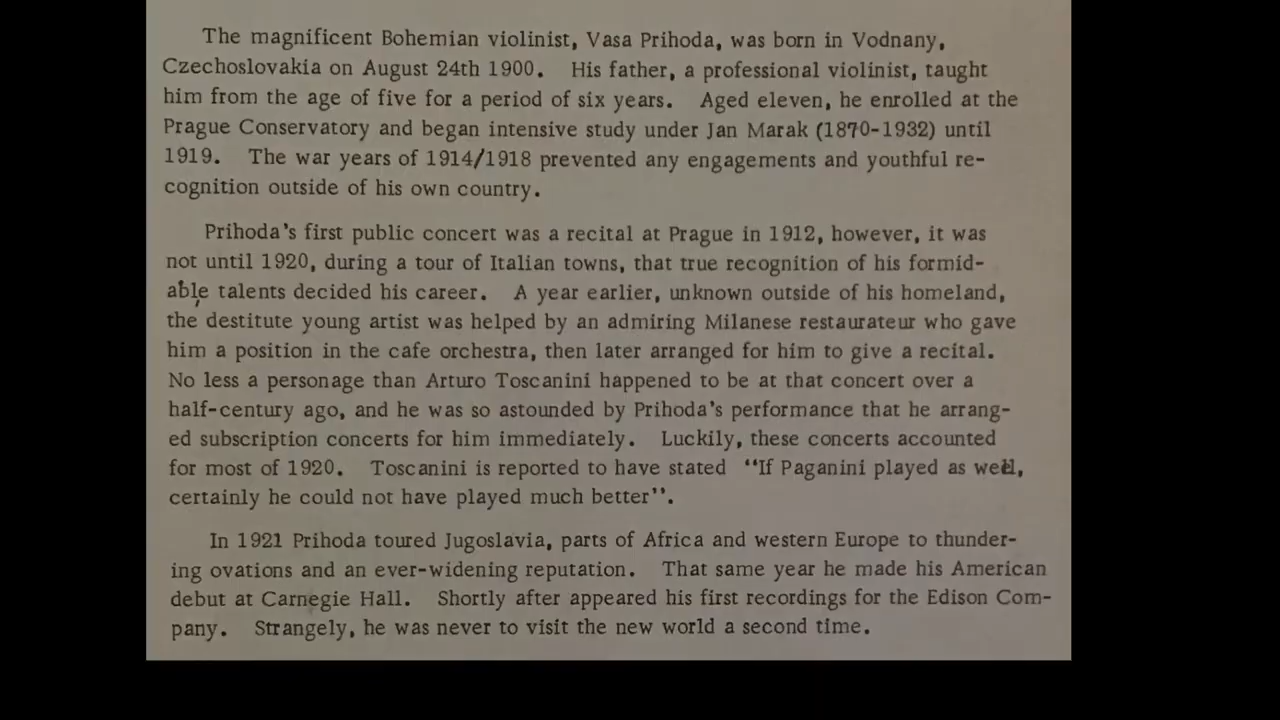 The magnificent Bohemian violinist, Vasa Prihoda, was born in Vodnany,
Czechoslovakia on August 24th 1900. His father, a professional violinist, taught
him from the age of five for a period of six years. Aged eleven, he enrolled at the
Prague Conservatory and began intensive study under Jan Marak (1870-1932) until
1919. The war years of 1914/1918 prevented any engagements and youthful re-
cognition outside of his own country.
Prihoda's first public concert was a recital at Prague in 1912, however, it was
not until 1920, during a tour of Italian towns, that true recognition of his formid-
able talents decided his career. A year earlier, unknown outside of his homeland,
the destitute young artist was helped by an admiring Milanese restaurateur who gave
him a position in the cafe orchestra, then later arranged for him to give a recital.
No less a personage than Arturo Toscanini happened to be at that concert over a
half-century ago, and he was so astounded by Prihoda's performance that he arrang-
ed subscription concerts for him immediately. Luckily, these concerts accounted
for most of 1920. Toscanini is reported to have stated "If Paganini played as well,
certainly he could not have played much better".
In 1921 Prihoda toured Jugoslavia, parts of Africa and western Europe to thunder-
ing ovations and an ever-widening reputation. That same year he made his American
debut at Carnegie Hall. Shortly after appeared his first recordings for the Edison Com-
pany. Strangely, he was never to visit the new world a second time.